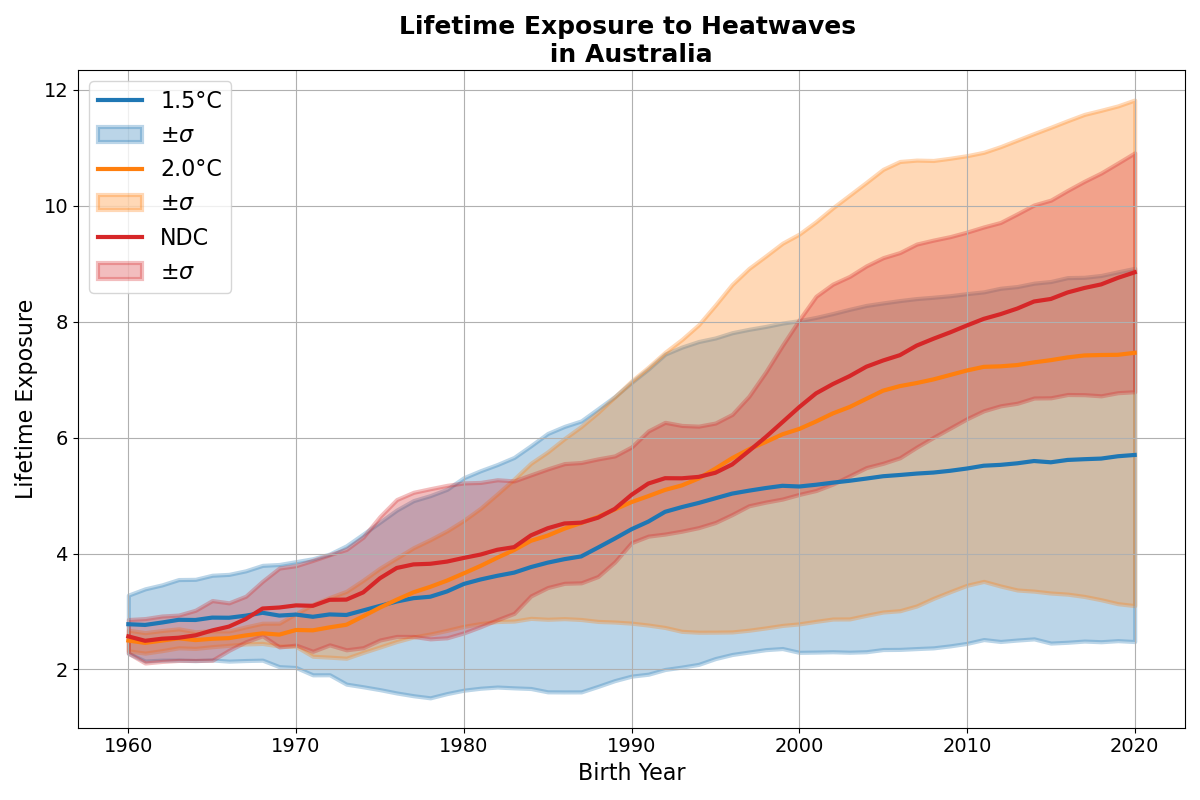 Lifetime Exposure to Heatwaves
in Australia
1.5°C
±σ
2.0°C
±σ
NDC
±σ
Lifetime Exposure
12
10
8
6
4
2
1960 1970 1980 1990 2000 2010 2020
Birth Year